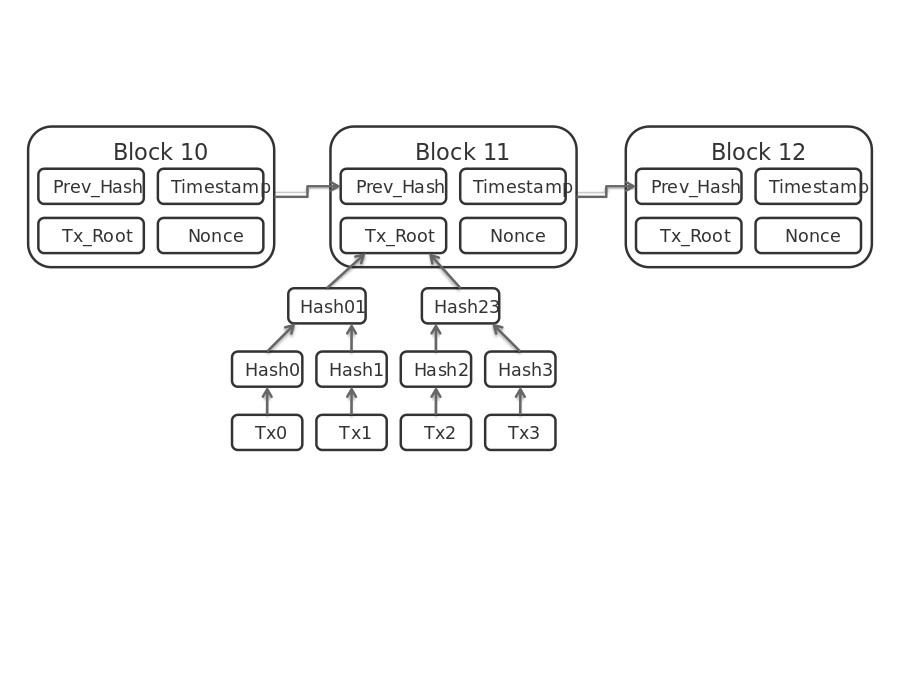 Block 10
Prev_Hash Timestamp
Tx_Root Nonce
Block 11
Prev_Hash Timestamp
Tx_Root Nonce
Block 12
Prev_Hash Timestamp
Tx_Root Nonce
Hash01 Hash23
Hash0 Hash1 Hash2 Hash3
Tx0 Tx1 Tx2 Tx3